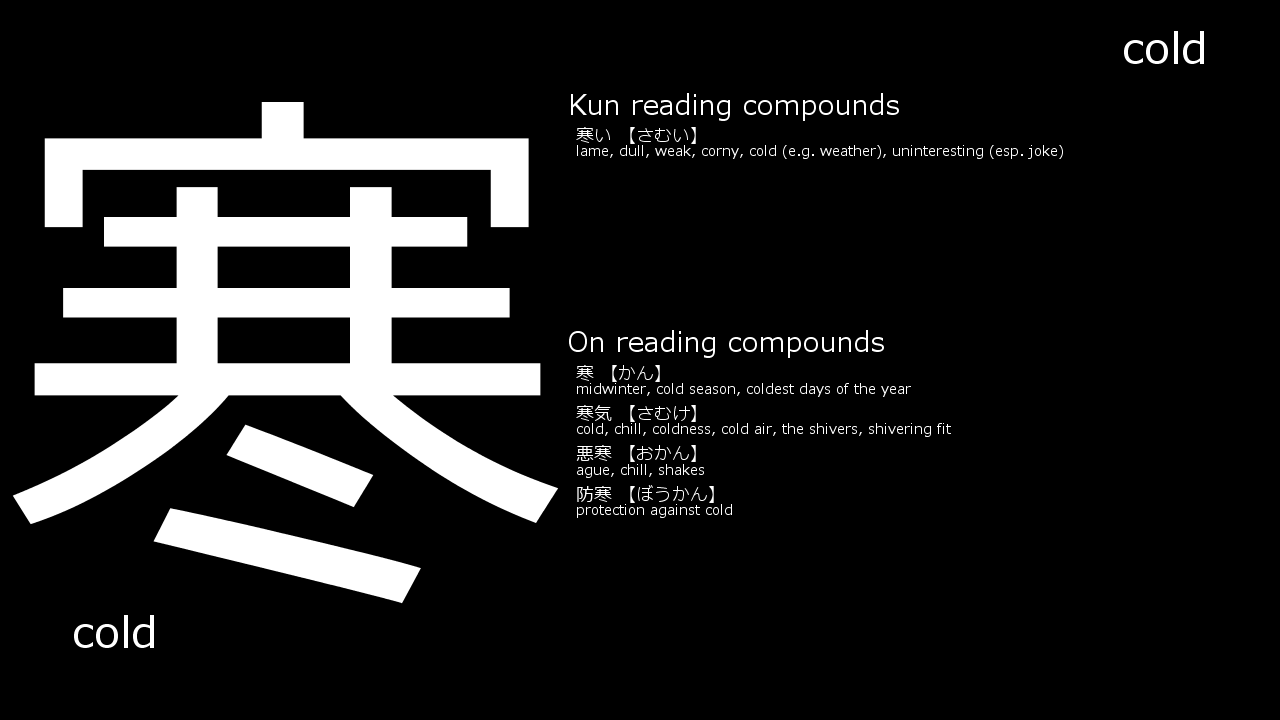 cold
寒
Kun reading compounds
寒い 【さむい】
lame, dull, weak, corny, cold (e.g. weather), uninteresting (esp. joke)
On reading compounds
寒 【かん】
midwinter, cold season, coldest days of the year
寒気 【さむけ】
cold, chill, coldness, cold air, the shivers, shivering fit
悪寒 【おかん】
ague, chill, shakes
防寒 【ぼうかん】
protection against cold
cold